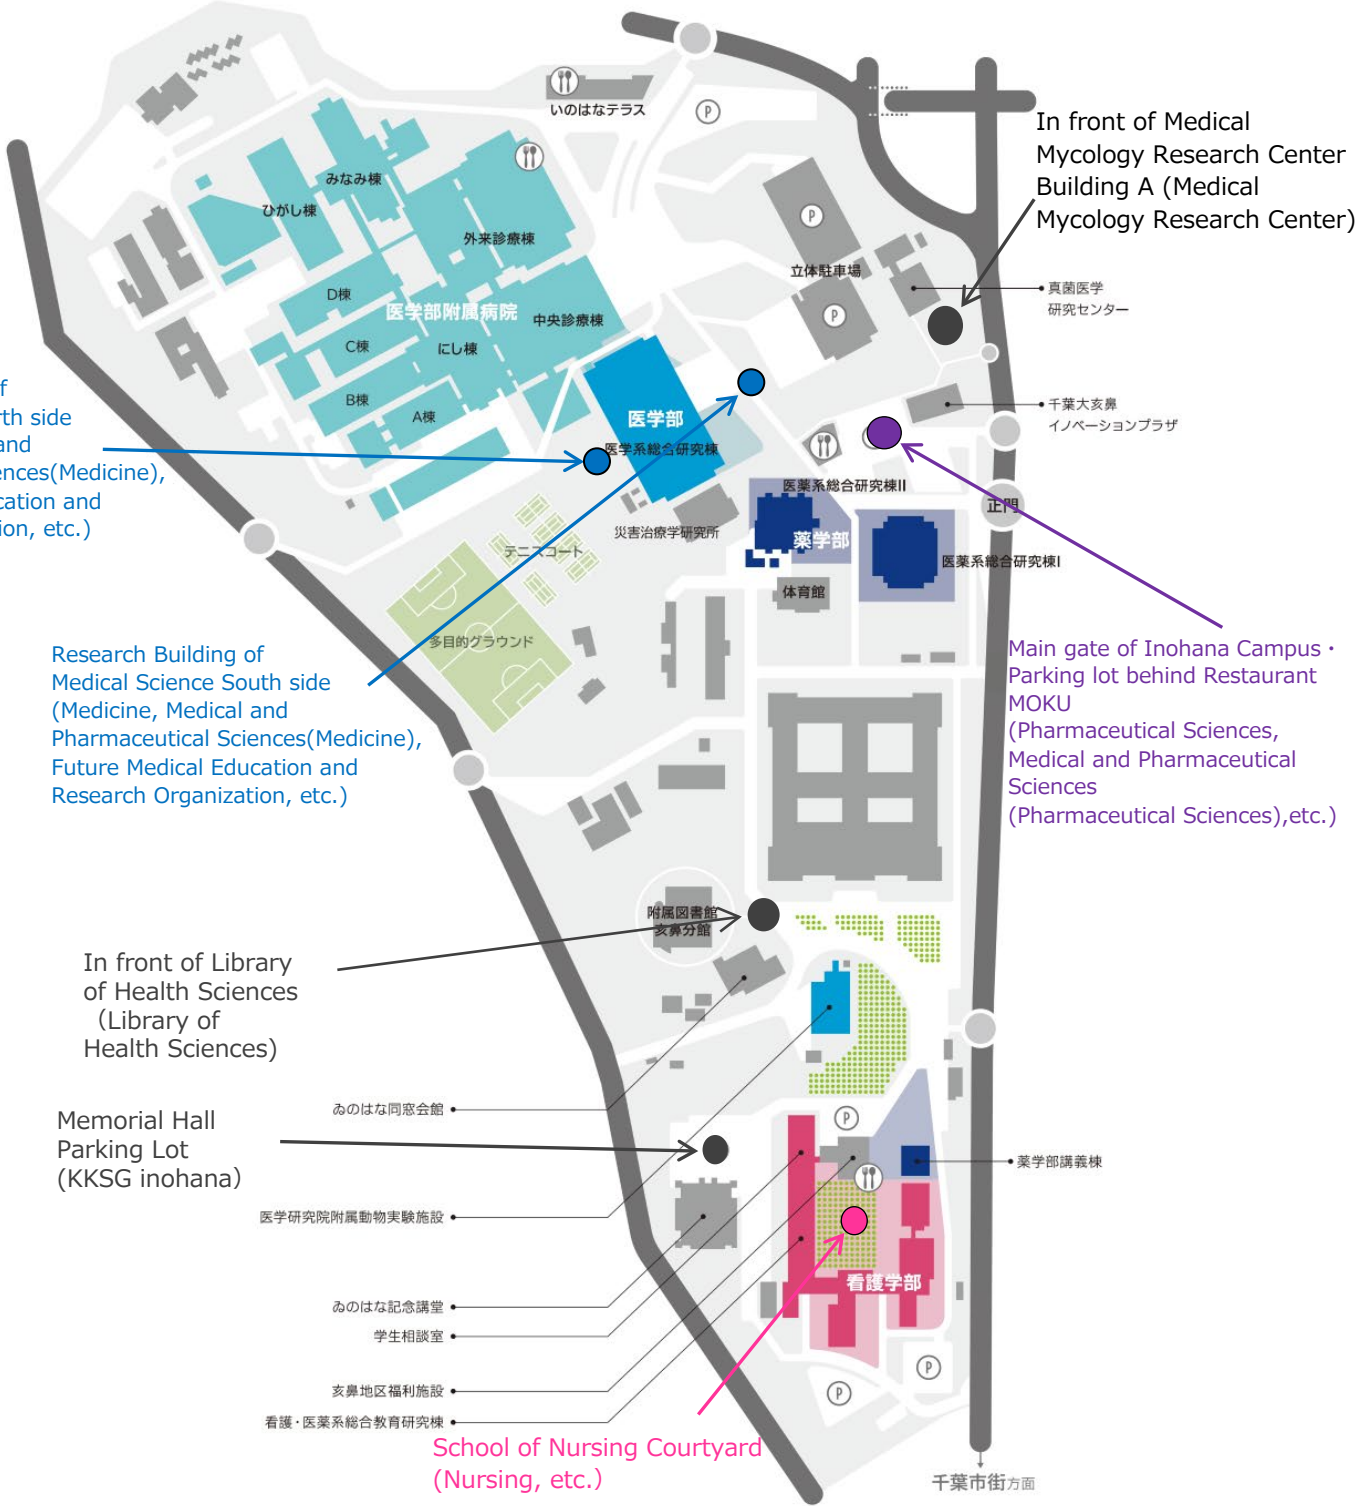 いのはなテラス
P
In front of Medical
Mycology Research Center
Building A (Medical
Mycology Research Center)
みなみ棟
ひがし棟
外来診療棟
P
立体駐車場
P
真菌医学
研究センター
D棟
医学部附属病院
中央診療棟
C棟
にし棟
B棟
A棟
f
rth side
and
ences(Medicine),
cation and
ion, etc.)
医学部
医学系総合研究棟
千葉大亥鼻
イノベーションプラザ
医薬系総合研究棟II
正門
災害治療学研究所
薬学部
テニスコート
医薬系総合研究棟I
体育館
多目的グラウンド
Research Building of
Medical Science South side
(Medicine, Medical and
Pharmaceutical Sciences(Medicine),
Future Medical Education and
Research Organization, etc.)
Main gate of Inohana Campus・
Parking lot behind Restaurant
MOKU
(Pharmaceutical Sciences,
Medical and Pharmaceutical
Sciences
(Pharmaceutical Sciences),etc.)
附属図書館
亥鼻分館
In front of Library
of Health Sciences
（Library of
Health Sciences)
ゐのはな同窓会館
P
Memorial Hall
Parking Lot
(KKSG inohana)
薬学部講義棟
医学研究院附属動物実験施設
看護学部
ゐのはな記念講堂
学生相談室
P
亥鼻地区福利施設
P
看護・医薬系総合教育研究棟
School of Nursing Courtyard
(Nursing, etc.)
千葉市街方面